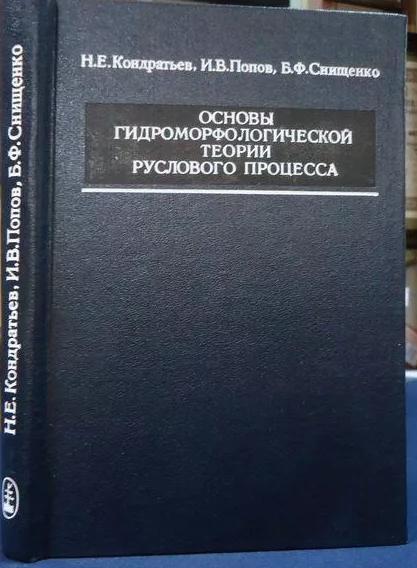 Н.Е.Кондратьев, И.В.Попов, Б.Ф.Снищенко
ОСНОВЫ
ГИДРОМОРФОЛОГИЧЕСКОЙ
ТЕОРИИ
РУСЛОВОГО ПРОЦЕССА
Н.Е.Кондратьев, И.В.Попов, Б.Ф.Снищенко